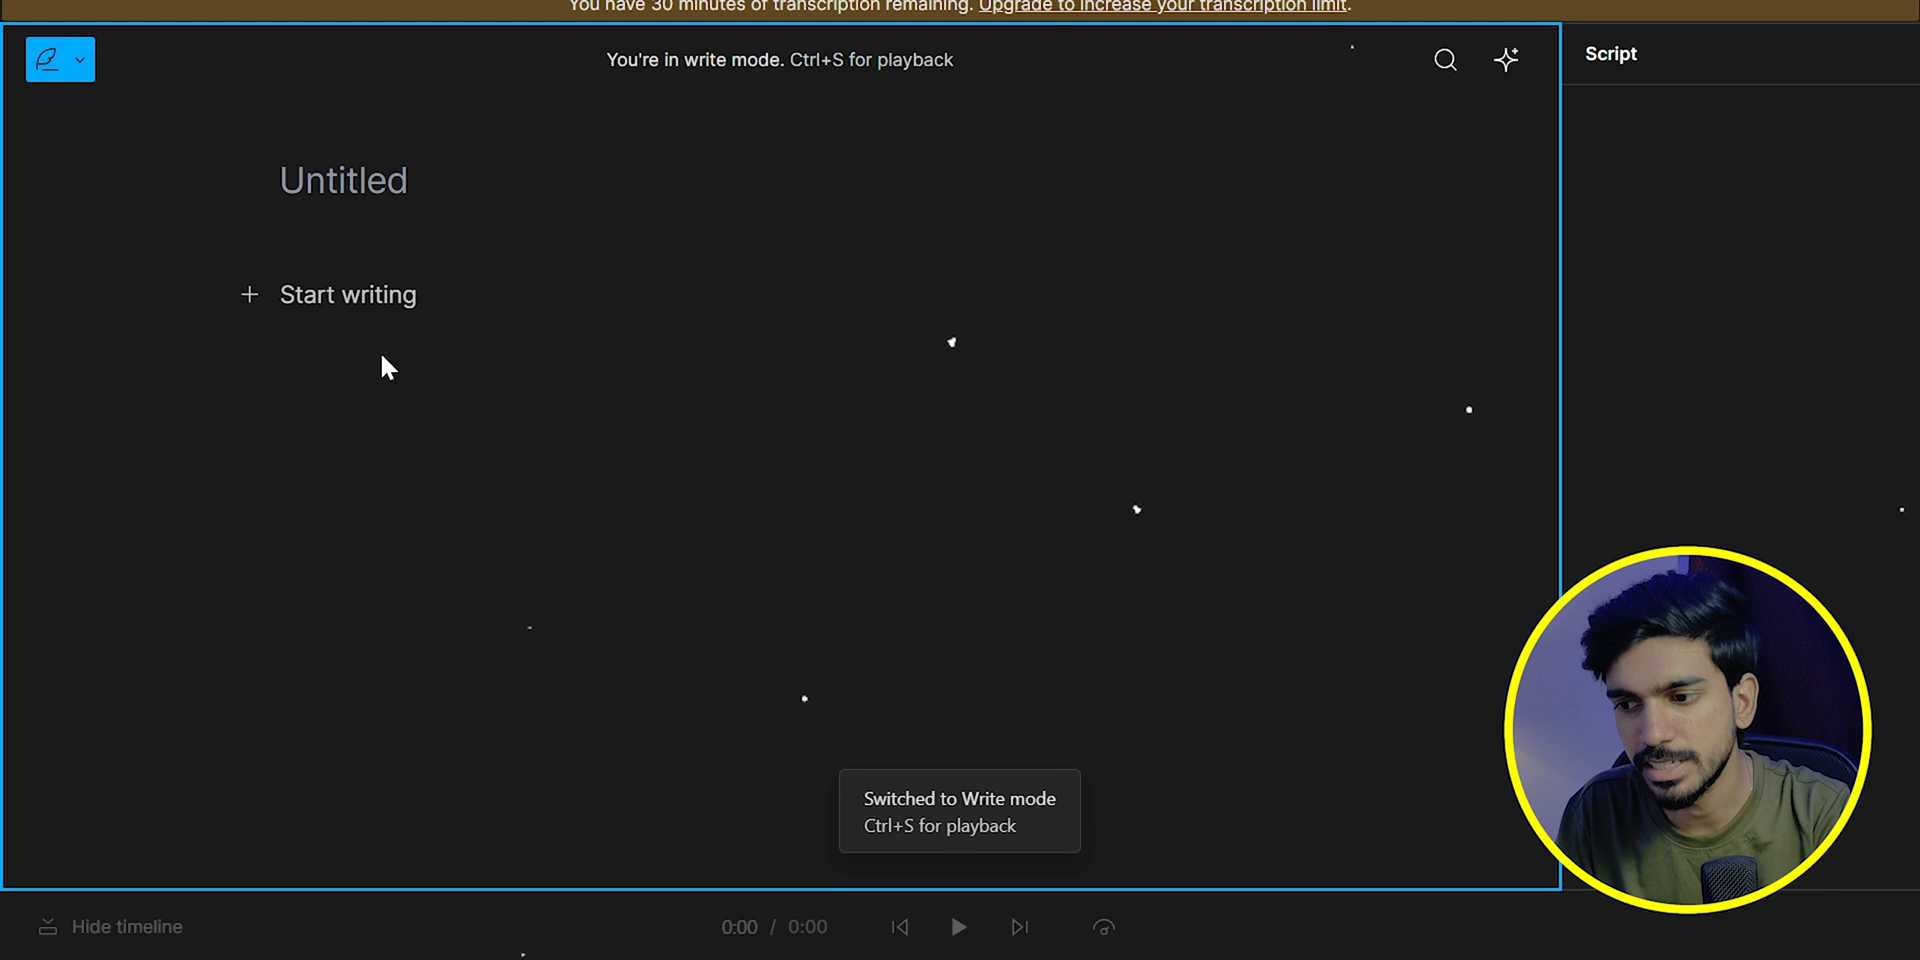 You have 30 minutes of transcription remaining. Upgrade to increase your transcription limit.
You're in write mode. Ctrl+S for playback
Script
Untitled
+ Start writing
Switched to Write mode
Ctrl+S for playback
Hide timeline
0:00 / 0:00